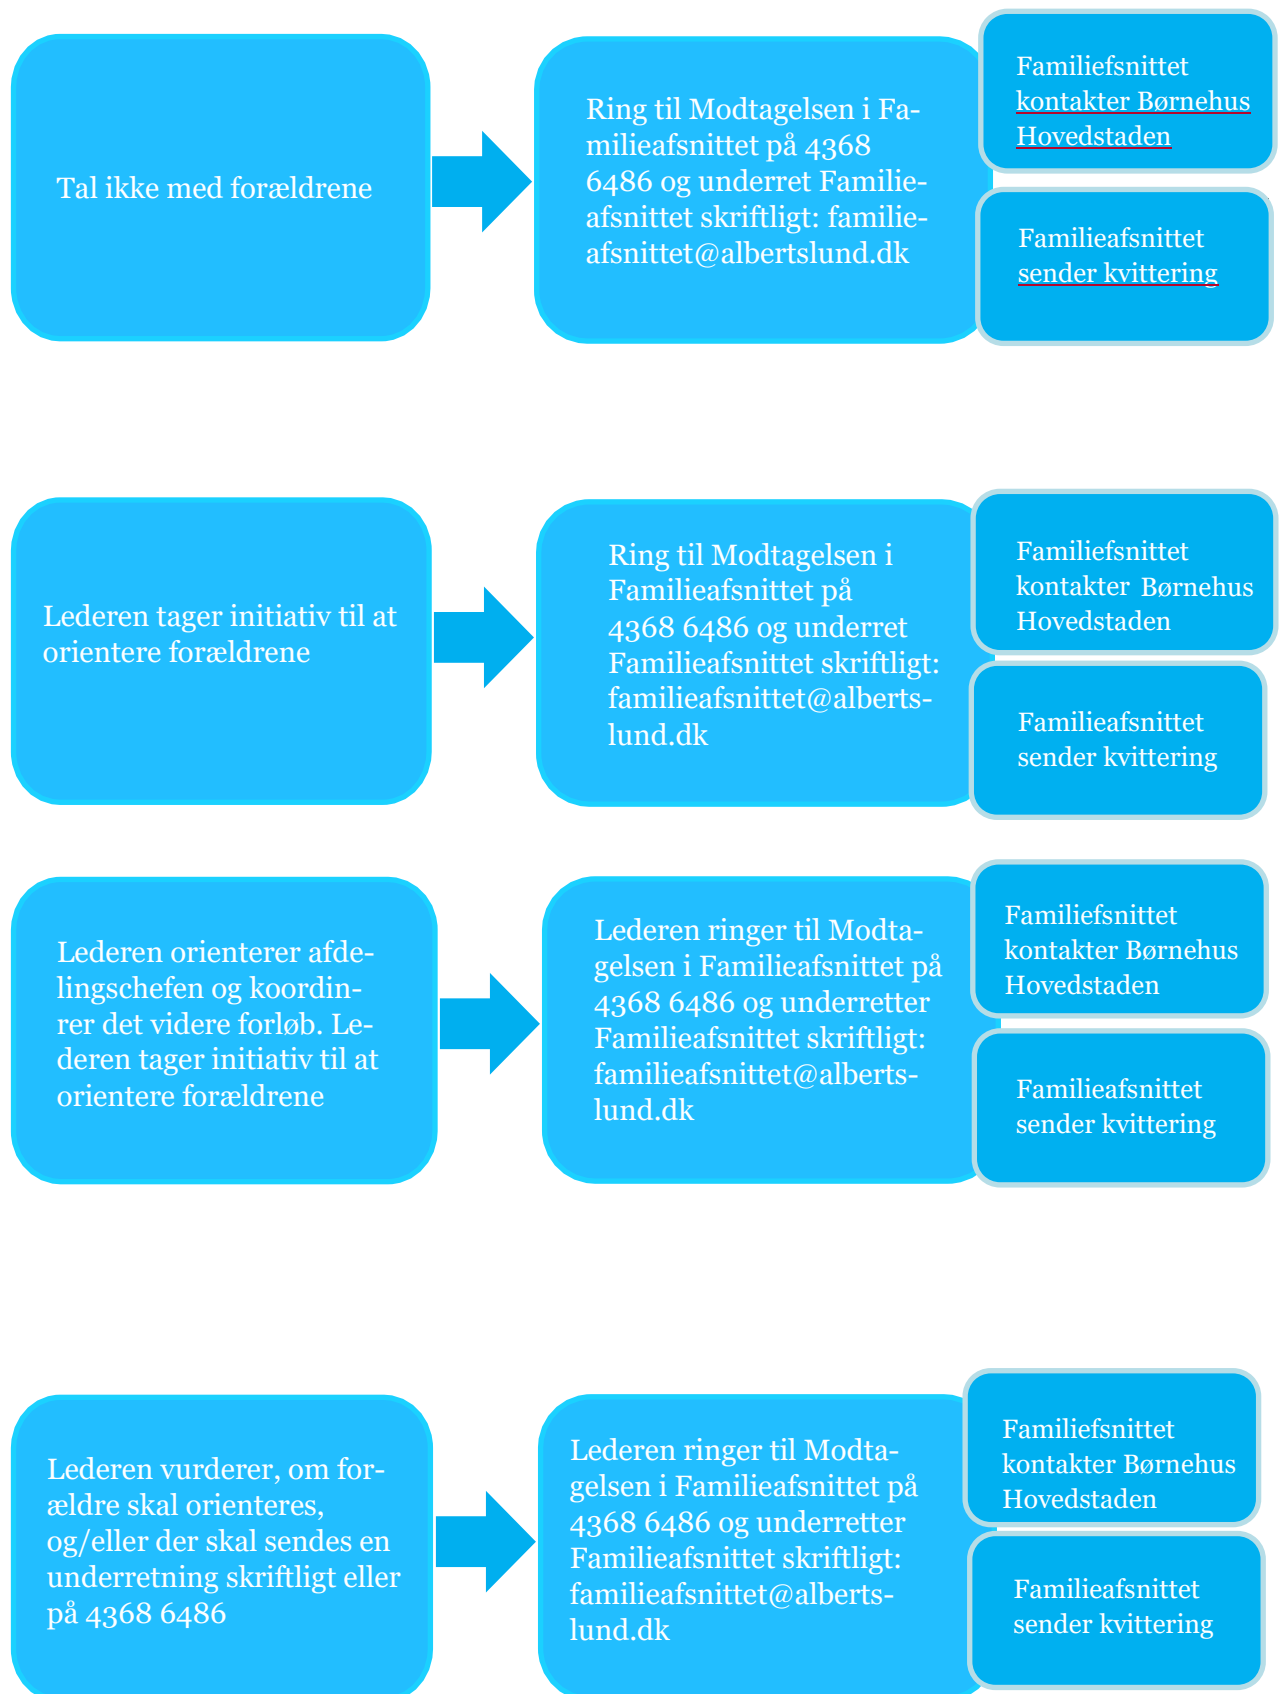 Tal ikke med forældrene
Ring til Modtagelsen i Fa-
milieafsnittet på 4368
6486 og underret Familie-
afsnittet skriftligt: familie-
afsnittet@albertslund.dk
Familiefsnittet
kontakter Børnehus
Hovedstaden
Familieafsnittet
sender kvittering
Lederen tager initiativ til at
orientere forældrene
Ring til Modtagelsen i
Familieafsnittet på
4368 6486 og underret
Familieafsnittet skriftligt:
familieafsnittet@alberts-
lund.dk
Familiefsnittet
kontakter Børnehus
Hovedstaden
Familieafsnittet
sender kvittering
Lederen orienterer afde-
lingschefen og koordin-
rer det videre forløb. Le-
deren tager initiativ til at
orientere forældrene
Lederen ringer til Modta-
gelsen i Familieafsnittet på
4368 6486 og underretter
Familieafsnittet skriftligt:
familieafsnittet@alberts-
lund.dk
Familiefsnittet
kontakter Børnehus
Hovedstaden
Familieafsnittet
sender kvittering
Lederen vurderer, om for-
ældre skal orienteres,
og/eller der skal sendes en
underretning skriftligt eller
på 4368 6486
Lederen ringer til Modta-
gelsen i Familieafsnittet på
4368 6486 og underretter
Familieafsnittet skriftligt:
familieafsnittet@alberts-
lund.dk
Familiefsnittet
kontakter Børnehus
Hovedstaden
Familieafsnittet
sender kvittering